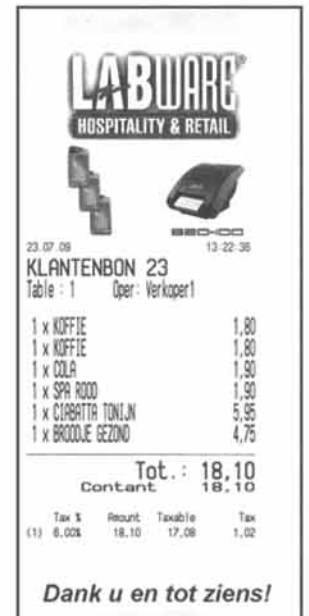 LABWARE®
HOSPITALITY & RETAIL
23.07.09 13:22:36
KLANTENBON 23
Table : 1 Oper: Verkoper1
1 x KOFFIE 1,80
1 x KOFFIE 1,80
1 x COLA 1,90
1 x SPA ROOD 1,90
1 x CIABATTA TONIJN 5,95
1 x BROODJE GEZOND 4,75
Tot.: 18,10
Contant 18,10
Tax % Amount Taxable Tax
(1) 6.00% 18.10 17,08 1,02
Dank u en tot ziens!